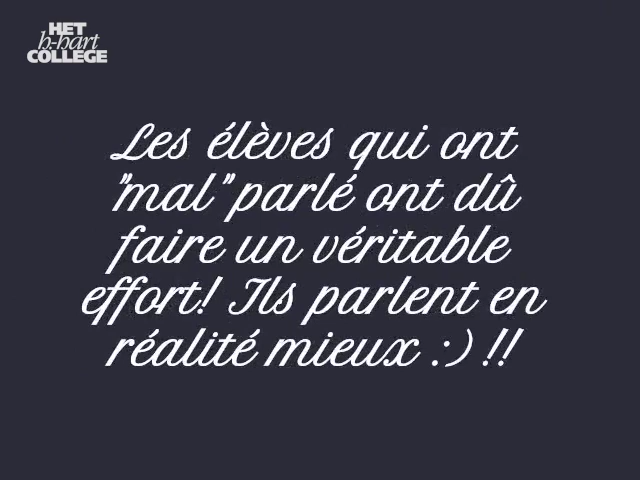 HET
h-hart
COLLEGE
Les élèves qui ont
"mal" parlé ont dû
faire un véritable
effort! Ils parlent en
réalité mieux :) !!